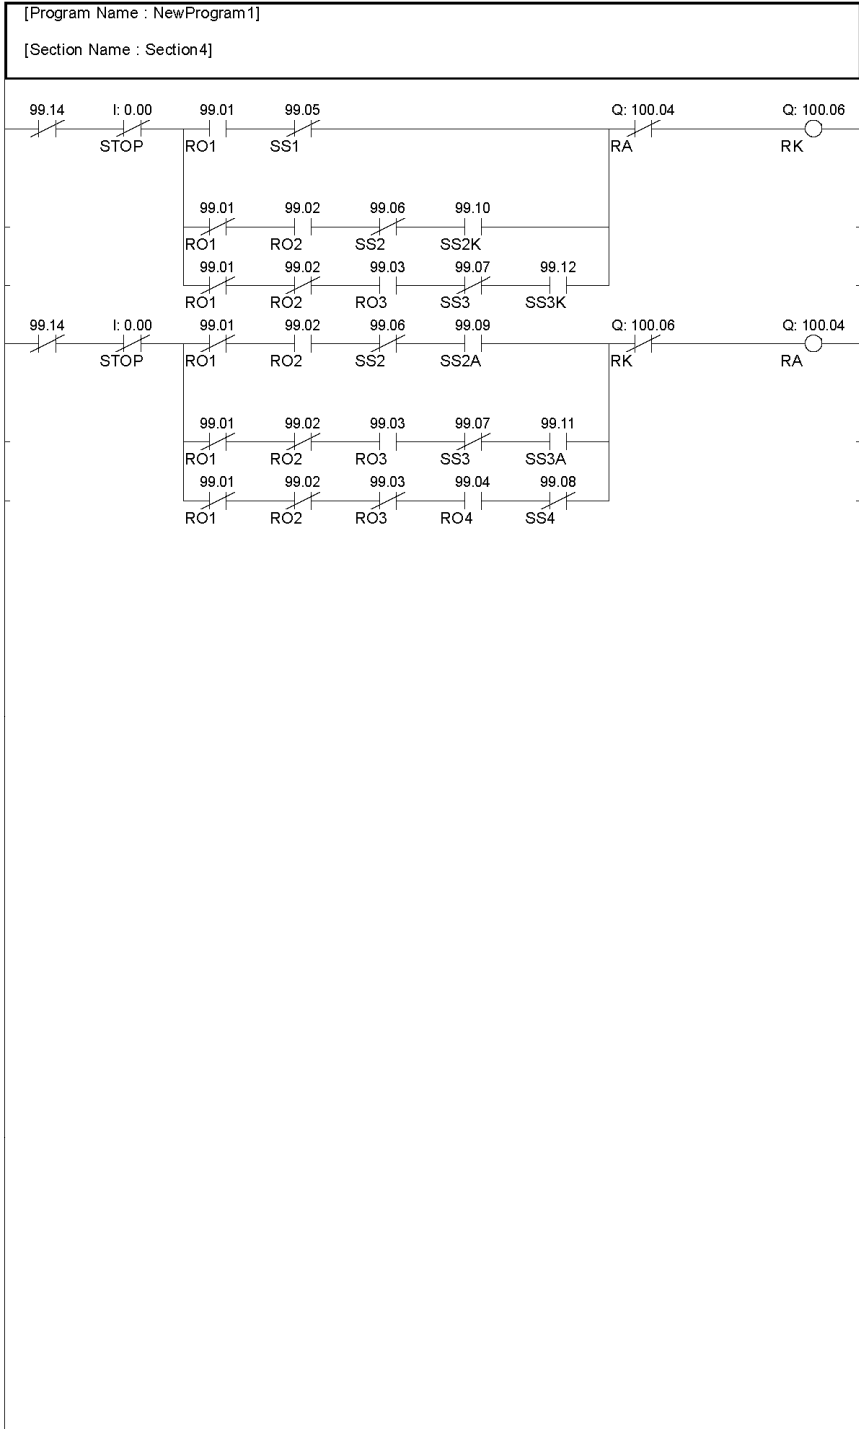 [Program Name : NewProgram1]
[Section Name : Section4]
99.14 I: 0.00 99.01 99.05 Q: 100.04 Q: 100.06
STOP RO1 SS1 RA RK
99.01 99.02 99.06 99.10
RO1 RO2 SS2 SS2K
99.01 99.02 99.03 99.07 99.12
RO1 RO2 RO3 SS3 SS3K
99.14 I: 0.00 99.01 99.02 99.06 99.09 Q: 100.06 Q: 100.04
STOP RO1 RO2 SS2 SS2A RK RA
99.01 99.02 99.03 99.07 99.11
RO1 RO2 RO3 SS3 SS3A
99.01 99.02 99.03 99.04 99.08
RO1 RO2 RO3 RO4 SS4